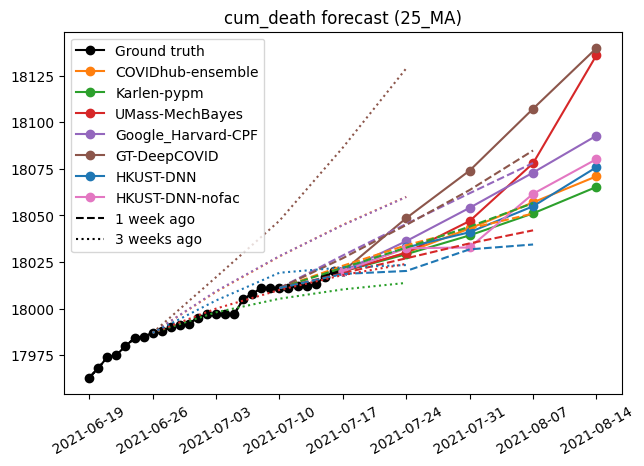 cum_death forecast (25_MA)
Ground truth
COVIDhub-ensemble
Karlen-pypm
UMass-MechBayes
Google_Harvard-CPF
GT-DeepCOVID
HKUST-DNN
HKUST-DNN-nofac
1 week ago
3 weeks ago
18125
18100
18075
18050
18025
18000
17975
2021-06-19
2021-06-26
2021-07-03
2021-07-10
2021-07-17
2021-07-24
2021-07-31
2021-08-07
2021-08-14